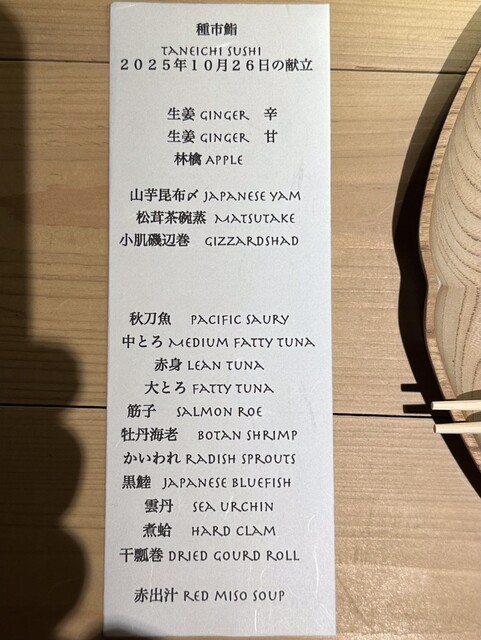 種市鮨
TANEICHI SUSHI
２０２５年１０月２６日の献立
生姜 GINGER 辛
生姜 GINGER 甘
林檎 APPLE
山芋昆布〆 JAPANESE YAM
松茸茶碗蒸 MATSUTAKE
小肌磯辺巻 GIZZARDSHAD
秋刀魚 PACIFIC SAURY
中とろ MEDIUM FATTY TUNA
赤身 LEAN TUNA
大とろ FATTY TUNA
筋子 SALMON ROE
牡丹海老 BOTAN SHRIMP
かいわれ RADISH SPROUTS
黒鯥 JAPANESE BLUEFISH
雲丹 SEA URCHIN
煮蛤 HARD CLAM
干瓢巻 DRIED GOURD ROLL
赤出汁 RED MISO SOUP